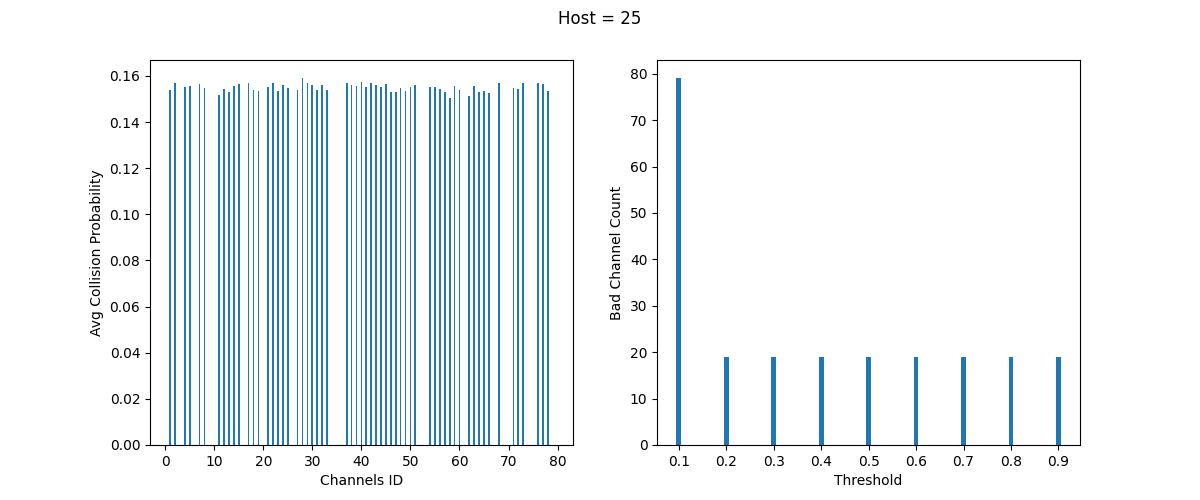 Host = 25
Avg Collision Probability
0.16
0.14
0.12
0.10
0.08
0.06
0.04
0.02
0.00
0 10 20 30 40 50 60 70 80
Channels ID
Bad Channel Count
80
70
60
50
40
30
20
10
0
0.1 0.2 0.3 0.4 0.5 0.6 0.7 0.8 0.9
Threshold